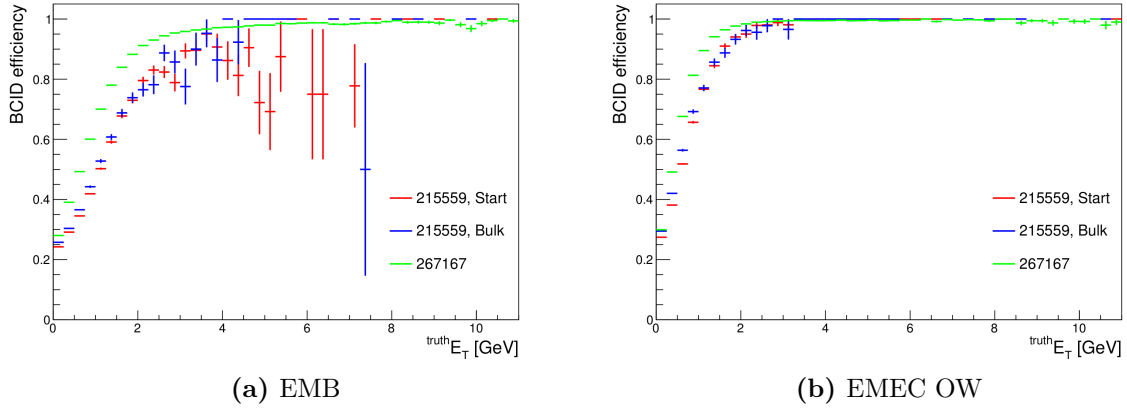 BCID efficiency
1
0.8
0.6
0.4
0.2
0
0 2 4 6 8 10
truthE_T [GeV]
215559, Start
215559, Bulk
267167
(a) EMB
BCID efficiency
1
0.8
0.6
0.4
0.2
0
0 2 4 6 8 10
truthE_T [GeV]
215559, Start
215559, Bulk
267167
(b) EMEC OW